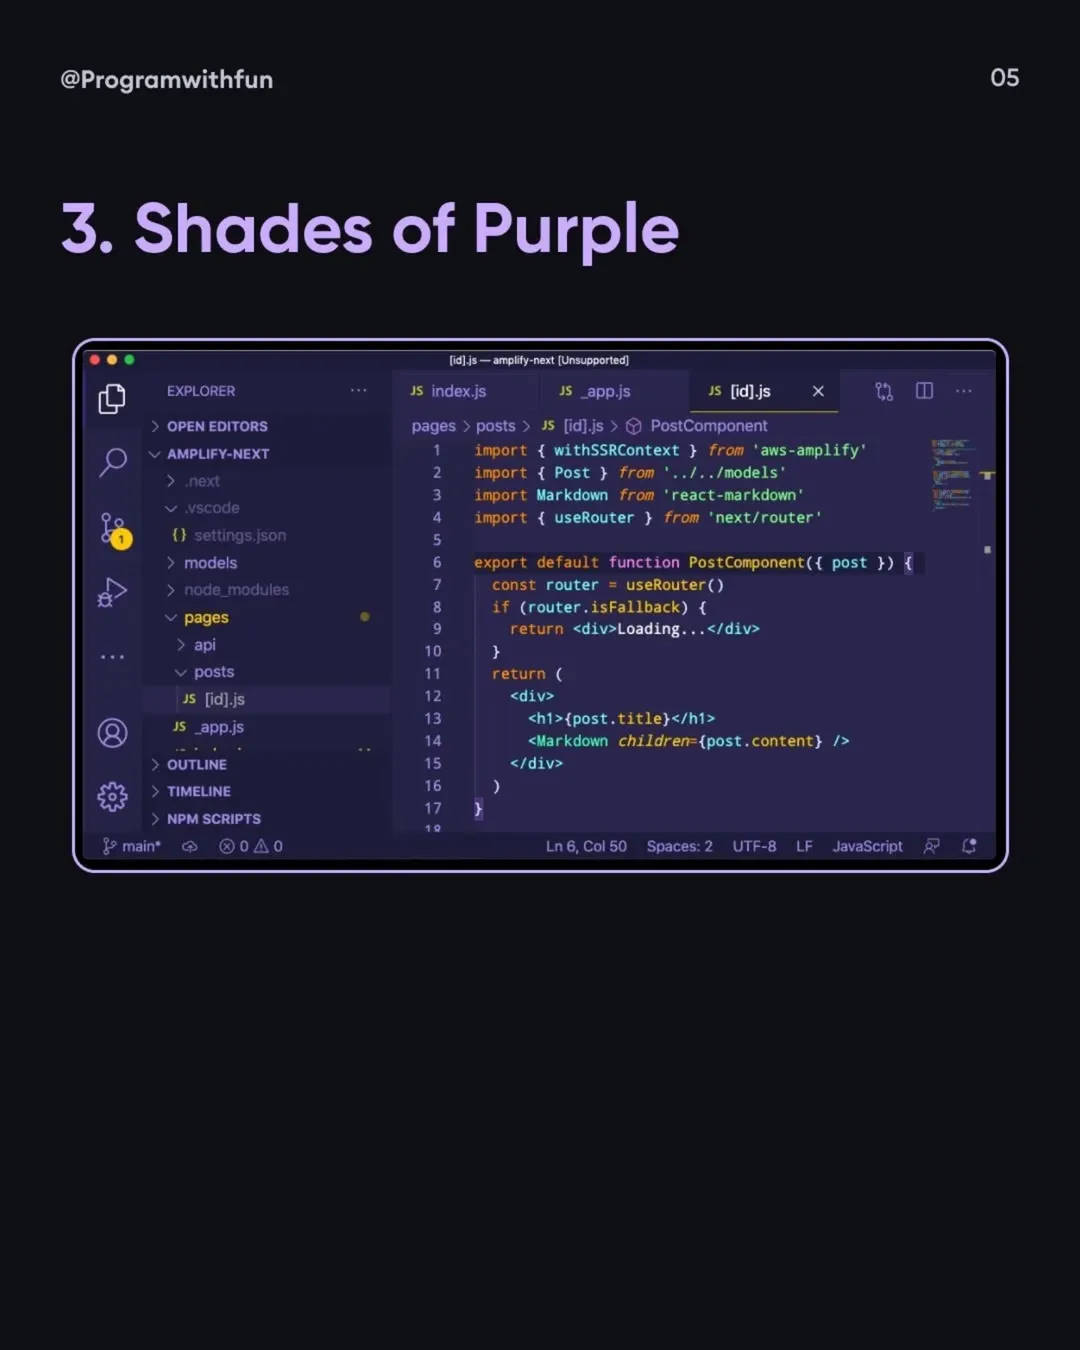 @Programwithfun
05
3. Shades of Purple
[id].js — amplify-next [Unsupported]
EXPLORER
OPEN EDITORS
AMPLIFY-NEXT
.next
.vscode
{} settings.json
models
node_modules
pages
api
posts
JS [id].js
JS _app.js
OUTLINE
TIMELINE
NPM SCRIPTS
1
JS index.js
JS _app.js
JS [id].js
pages > posts > JS [id].js > PostComponent
1 import { withSSRContext } from 'aws-amplify'
2 import { Post } from '../../models'
3 import Markdown from 'react-markdown'
4 import { useRouter } from 'next/router'
5
6 export default function PostComponent({ post }) {
7 const router = useRouter()
8 if (router.isFallback) {
9 return <div>Loading...</div>
10 }
11 return (
12 <div>
13 <h1>{post.title}</h1>
14 <Markdown children={post.content} />
15 </div>
16 )
17 }
18
main* 0 0 Ln 6, Col 50 Spaces: 2 UTF-8 LF JavaScript